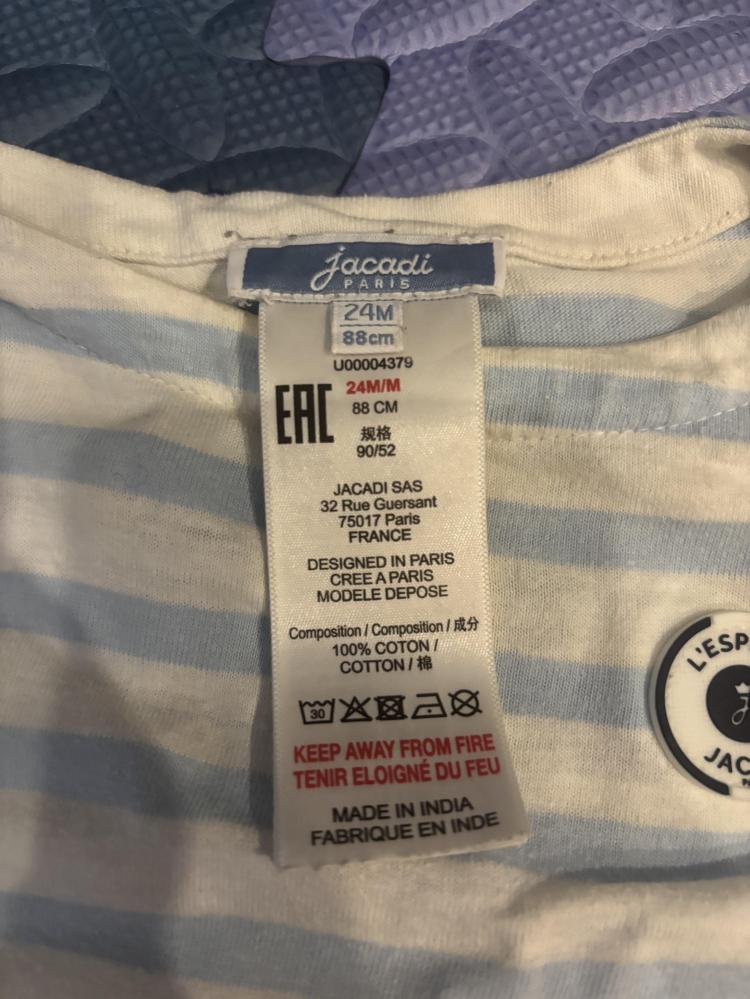 jacadi
PARIS
24M
88cm
U00004379
24M/M
EAC
88 CM
规格
90/52
JACADI SAS
32 Rue Guersant
75017 Paris
FRANCE
DESIGNED IN PARIS
CREE A PARIS
MODELE DEPOSE
Composition / Composition / 成分
100% COTON /
COTTON / 棉
30
KEEP AWAY FROM FIRE
TENIR ELOIGNÉ DU FEU
MADE IN INDIA
FABRIQUE EN INDE
L'ESP
JAC